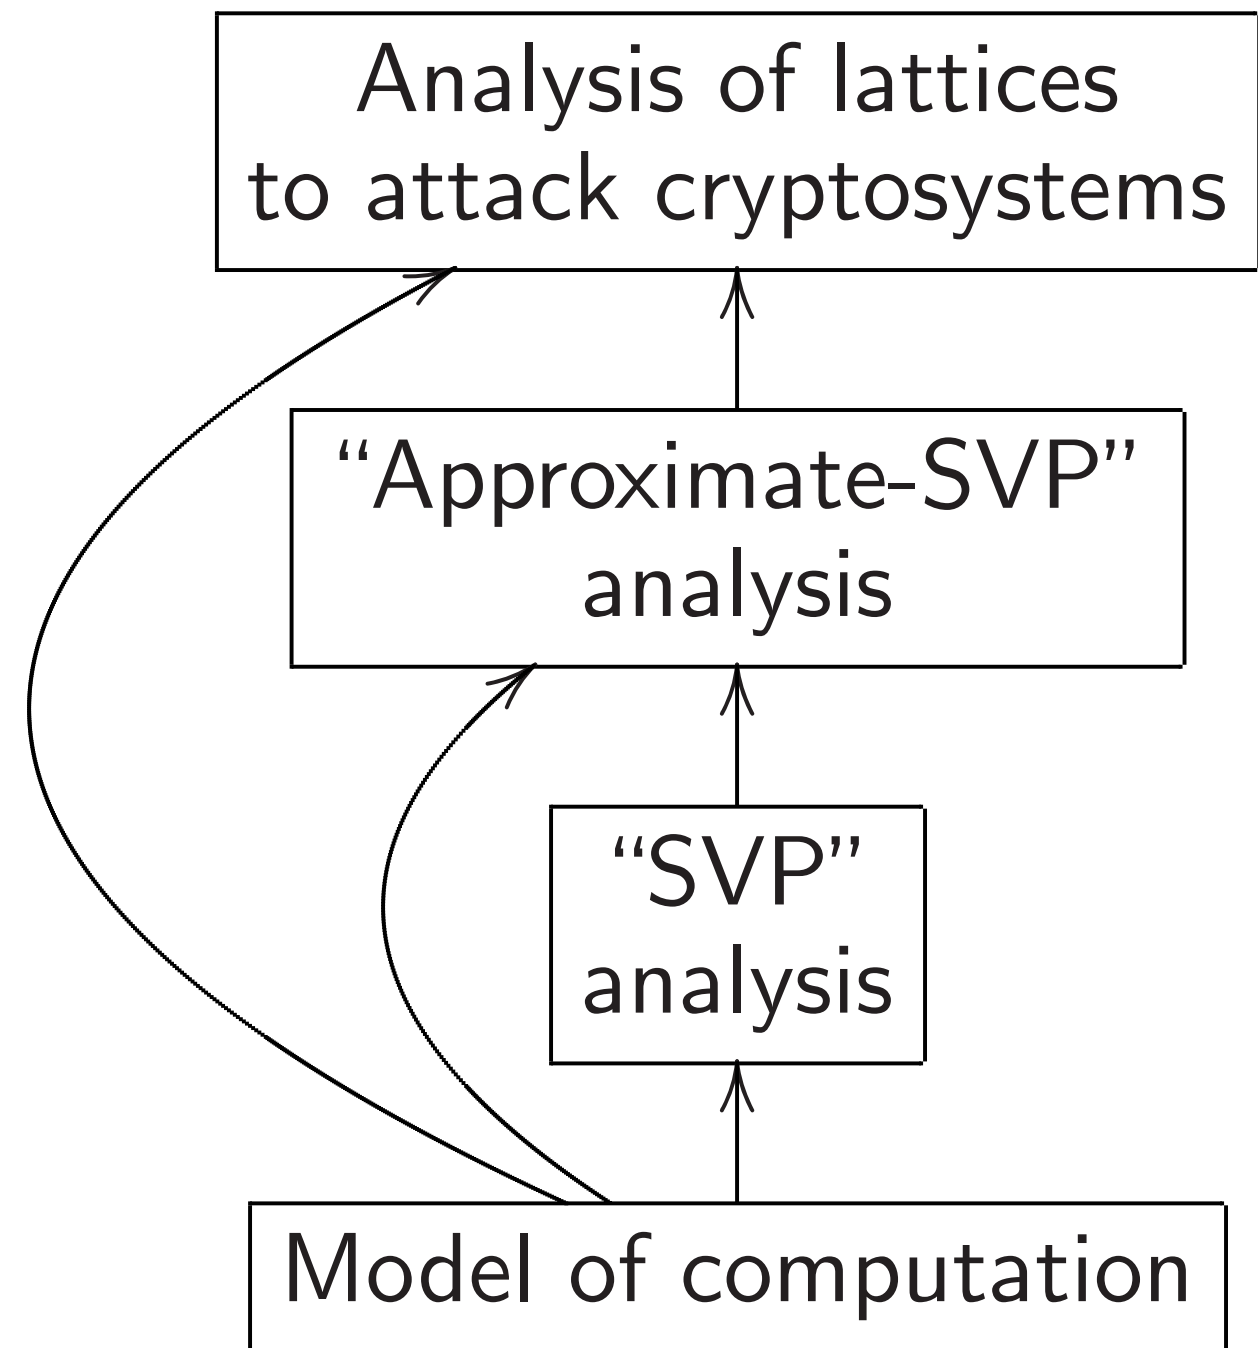 Analysis of lattices
to attack cryptosystems
“Approximate-SVP”
analysis
“SVP”
analysis
Model of computation